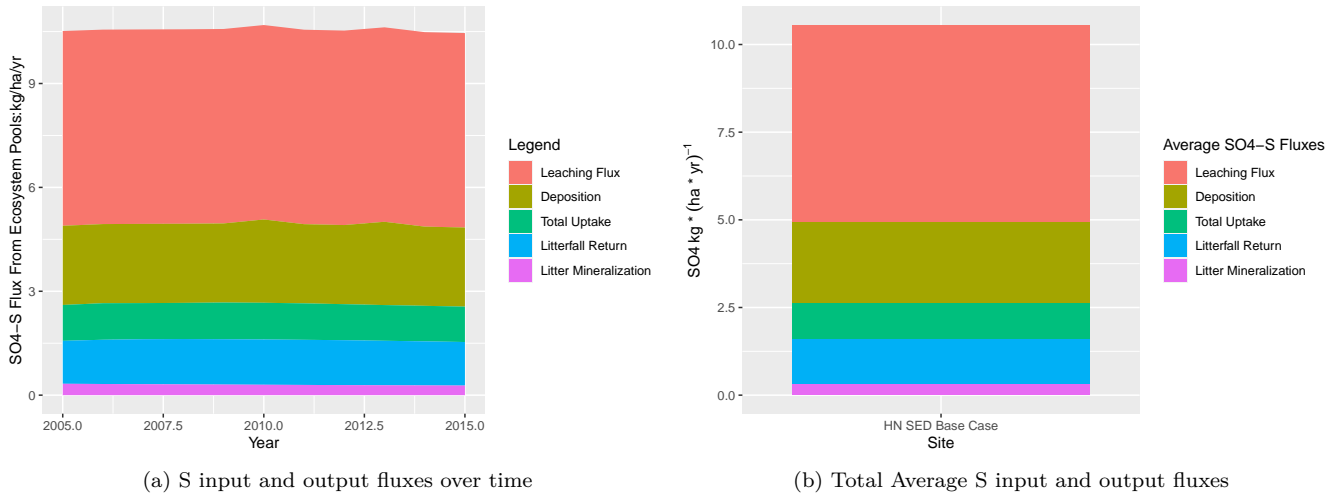 SO4−S Flux From Ecosystem Pools:kg/ha/yr
9
6
3
0
2005.0 2007.5 2010.0 2012.5 2015.0
Year
Legend
Leaching Flux
Deposition
Total Uptake
Litterfall Return
Litter Mineralization
(a) S input and output fluxes over time
SO4 kg * (ha * yr)⁻¹
10.0
7.5
5.0
2.5
0.0
HN SED Base Case
Site
Average SO4−S Fluxes
Leaching Flux
Deposition
Total Uptake
Litterfall Return
Litter Mineralization
(b) Total Average S input and output fluxes